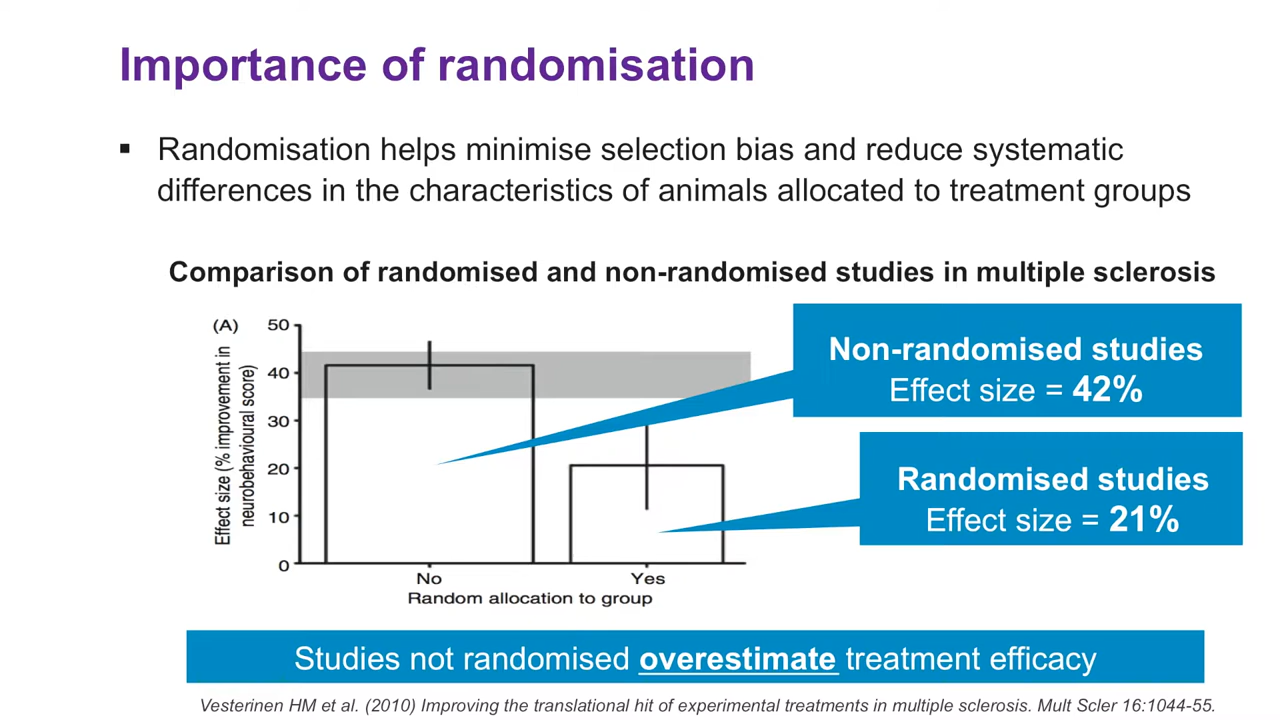 Importance of randomisation
▪ Randomisation helps minimise selection bias and reduce systematic
differences in the characteristics of animals allocated to treatment groups
Comparison of randomised and non-randomised studies in multiple sclerosis
(A)
Effect size (% improvement in
neurobehavioural score)
50
40
30
20
10
0
No
Yes
Random allocation to group
Non-randomised studies
Effect size = 42%
Randomised studies
Effect size = 21%
Studies not randomised overestimate treatment efficacy
Vesterinen HM et al. (2010) Improving the translational hit of experimental treatments in multiple sclerosis. Mult Scler 16:1044-55.